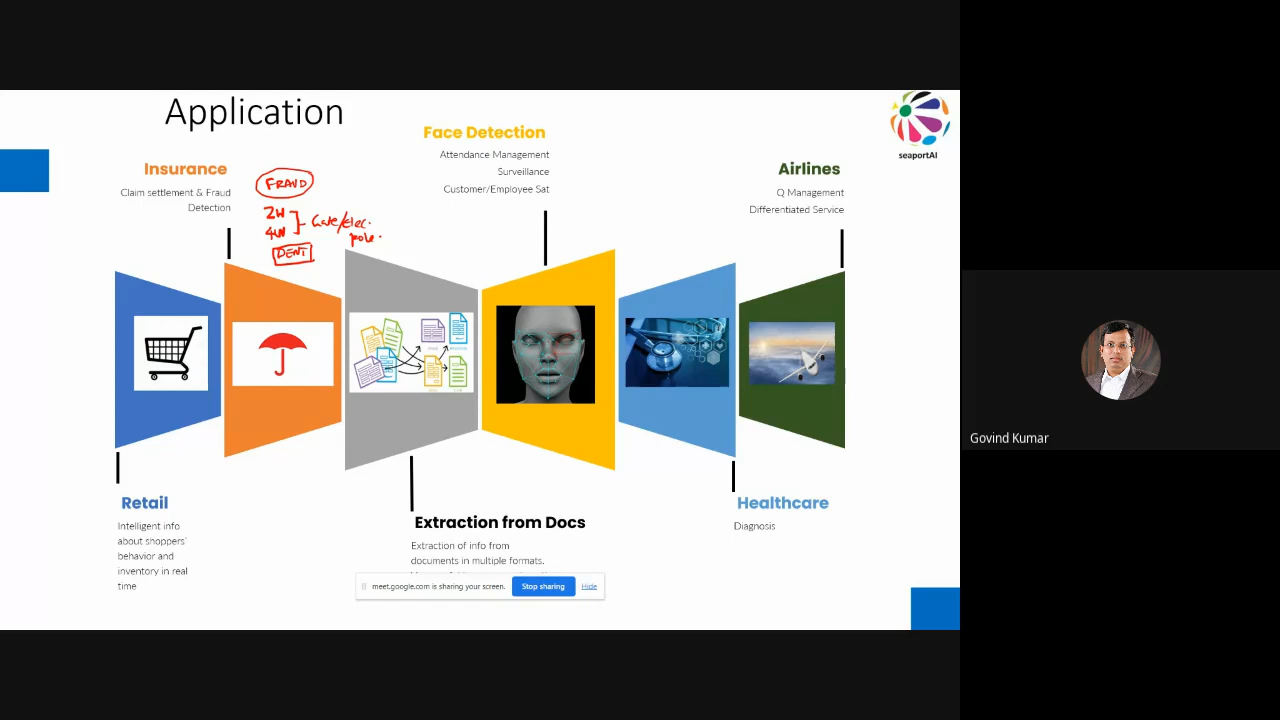 Application
seaportAI
Face Detection
Attendance Management
Surveillance
Customer/Employee Sat
Insurance
Claim settlement & Fraud
Detection
FRAUD
2W
4W
Gate/elec.
pole.
DENT
Airlines
Q Management
Differentiated Service
Retail
Intelligent info
about shoppers'
behavior and
inventory in real
time
Extraction from Docs
Extraction of info from
documents in multiple formats.
Healthcare
Diagnosis
meet.google.com is sharing your screen.
Stop sharing
Hide
Govind Kumar